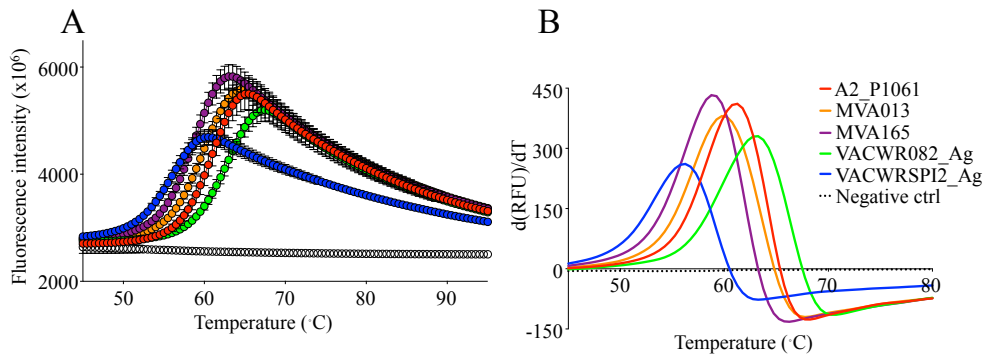 A
Fluorescence intensity (x10⁶)
6000
4000
2000
50
60
70
80
90
Temperature (◦C)
B
d(RFU)/dT
450
300
150
0
-150
50
60
70
80
Temperature (◦C)
A2_P1061
MVA013
MVA165
VACWR082_Ag
VACWRSPI2_Ag
Negative ctrl